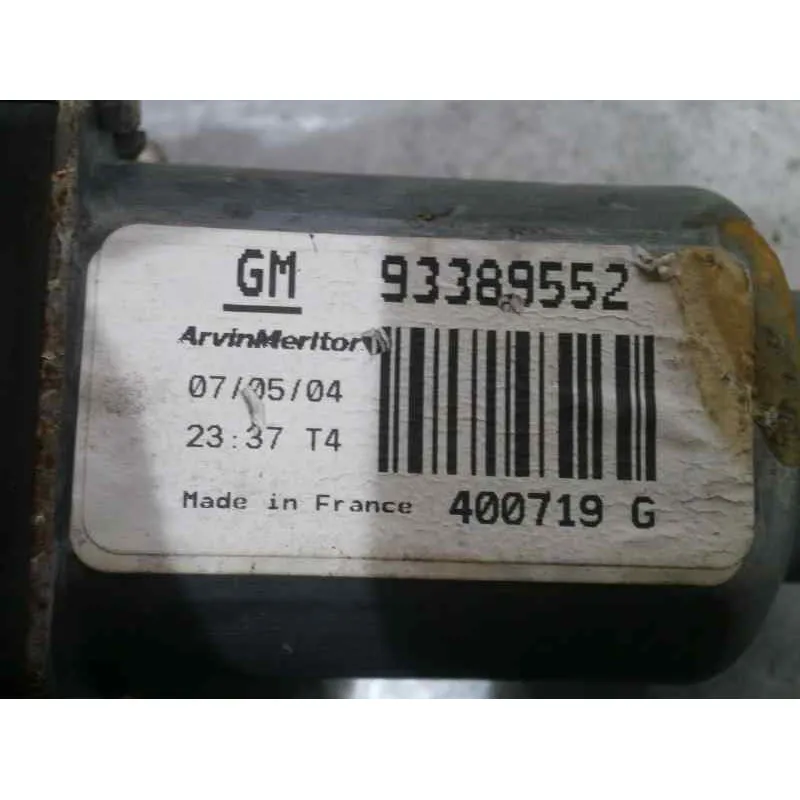 GM 93389552
ArvinMeritor
07/05/04
23:37 T4
Made in France 400719 G